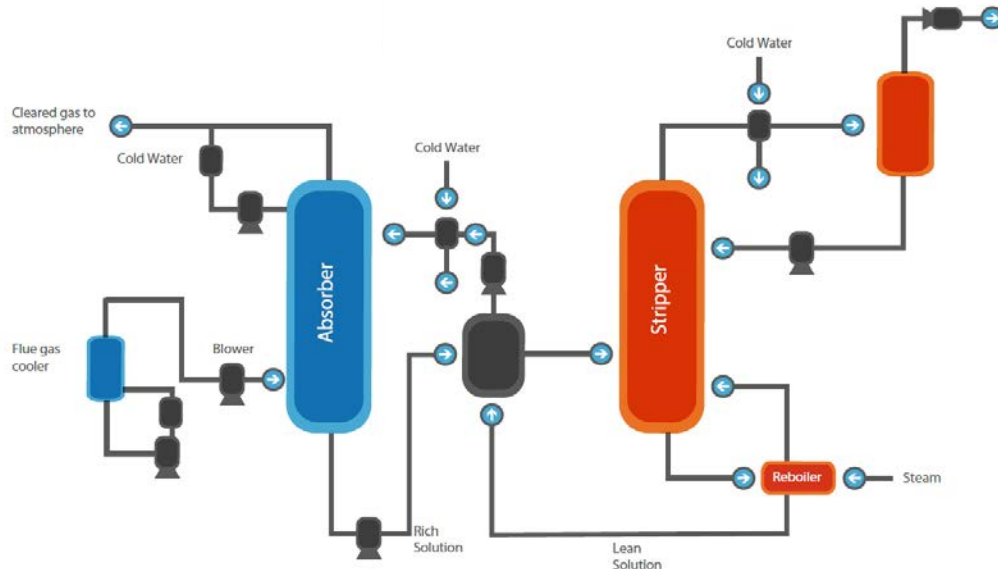 Cold Water
Cleared gas to
atmosphere
Cold Water
Cold Water
Absorber
Stripper
Flue gas
cooler
Blower
Reboiler
Steam
Rich
Solution
Lean
Solution